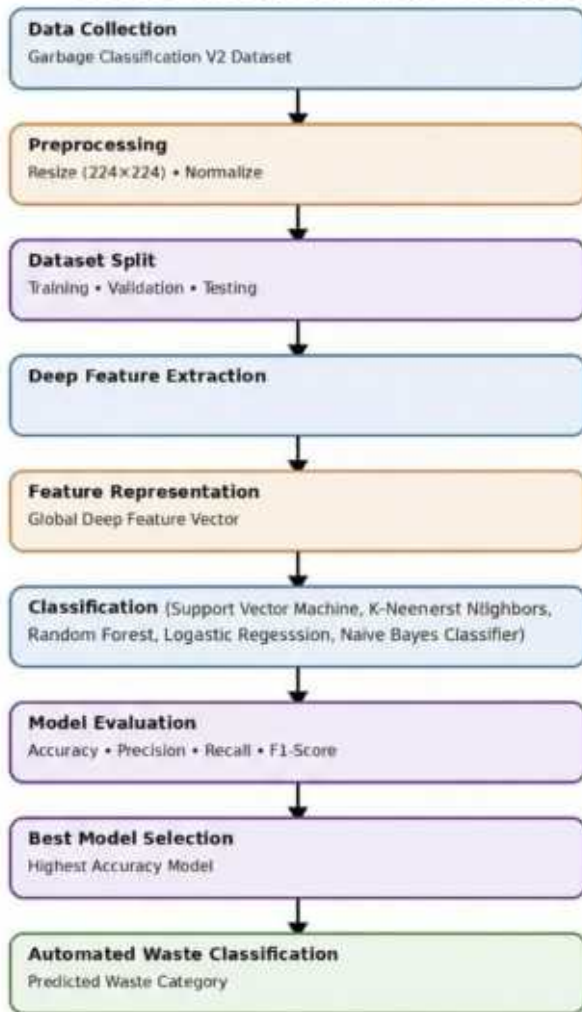 Data Collection
Garbage Classification V2 Dataset
Preprocessing
Resize (224×224) • Normalize
Dataset Split
Training • Validation • Testing
Deep Feature Extraction
Feature Representation
Global Deep Feature Vector
Classification (Support Vector Machine, K-Neenerst Niighbors,
Random Forest, Logastic Regesssion, Naive Bayes Classifier)
Model Evaluation
Accuracy • Precision • Recall • F1-Score
Best Model Selection
Highest Accuracy Model
Automated Waste Classification
Predicted Waste Category